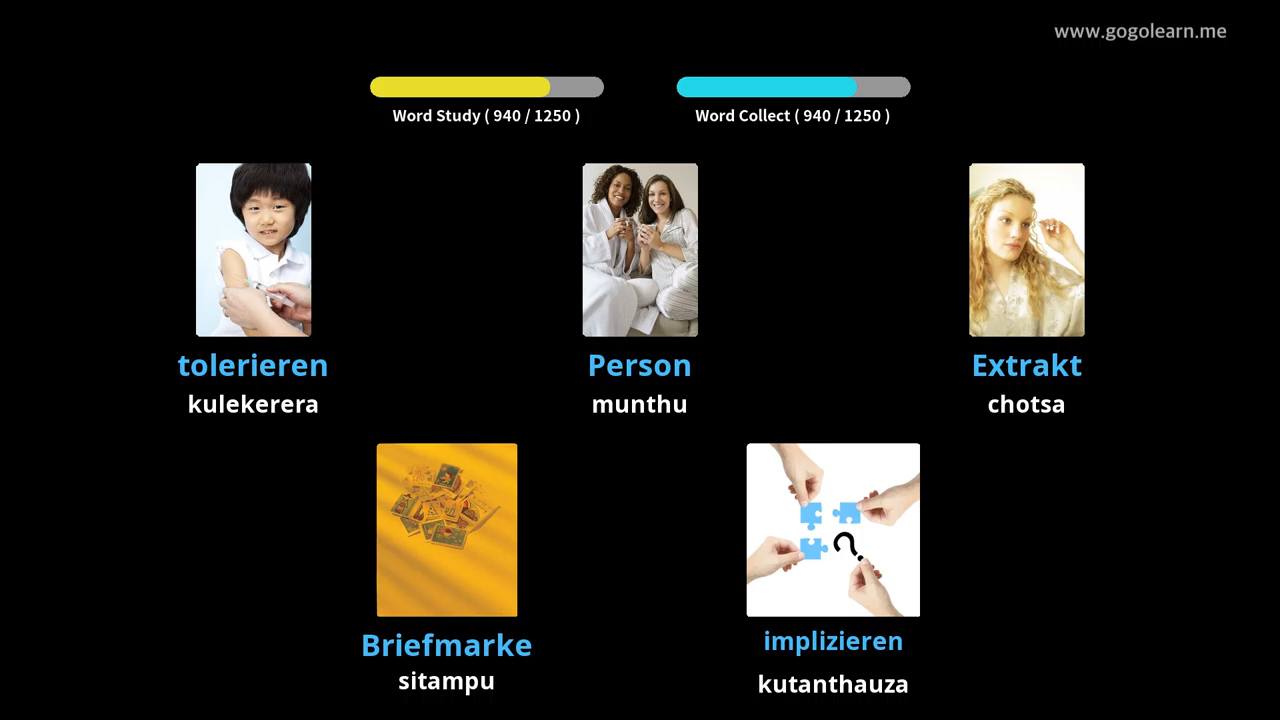 www.gogolearn.me
Word Study ( 940 / 1250 )
Word Collect ( 940 / 1250 )
tolerieren
kulekerera
Person
munthu
Extrakt
chotsa
Briefmarke
sitampu
implizieren
kutanthauza